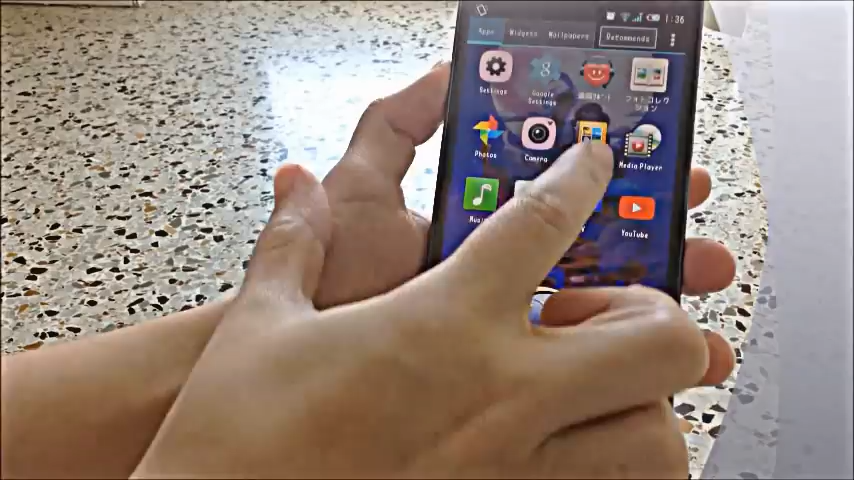 1:36
Apps Widgets Wallpapers Recommends
Settings
Google
Settings
フォトコレク
ション
Photos
Camera
Media Player
YouTube